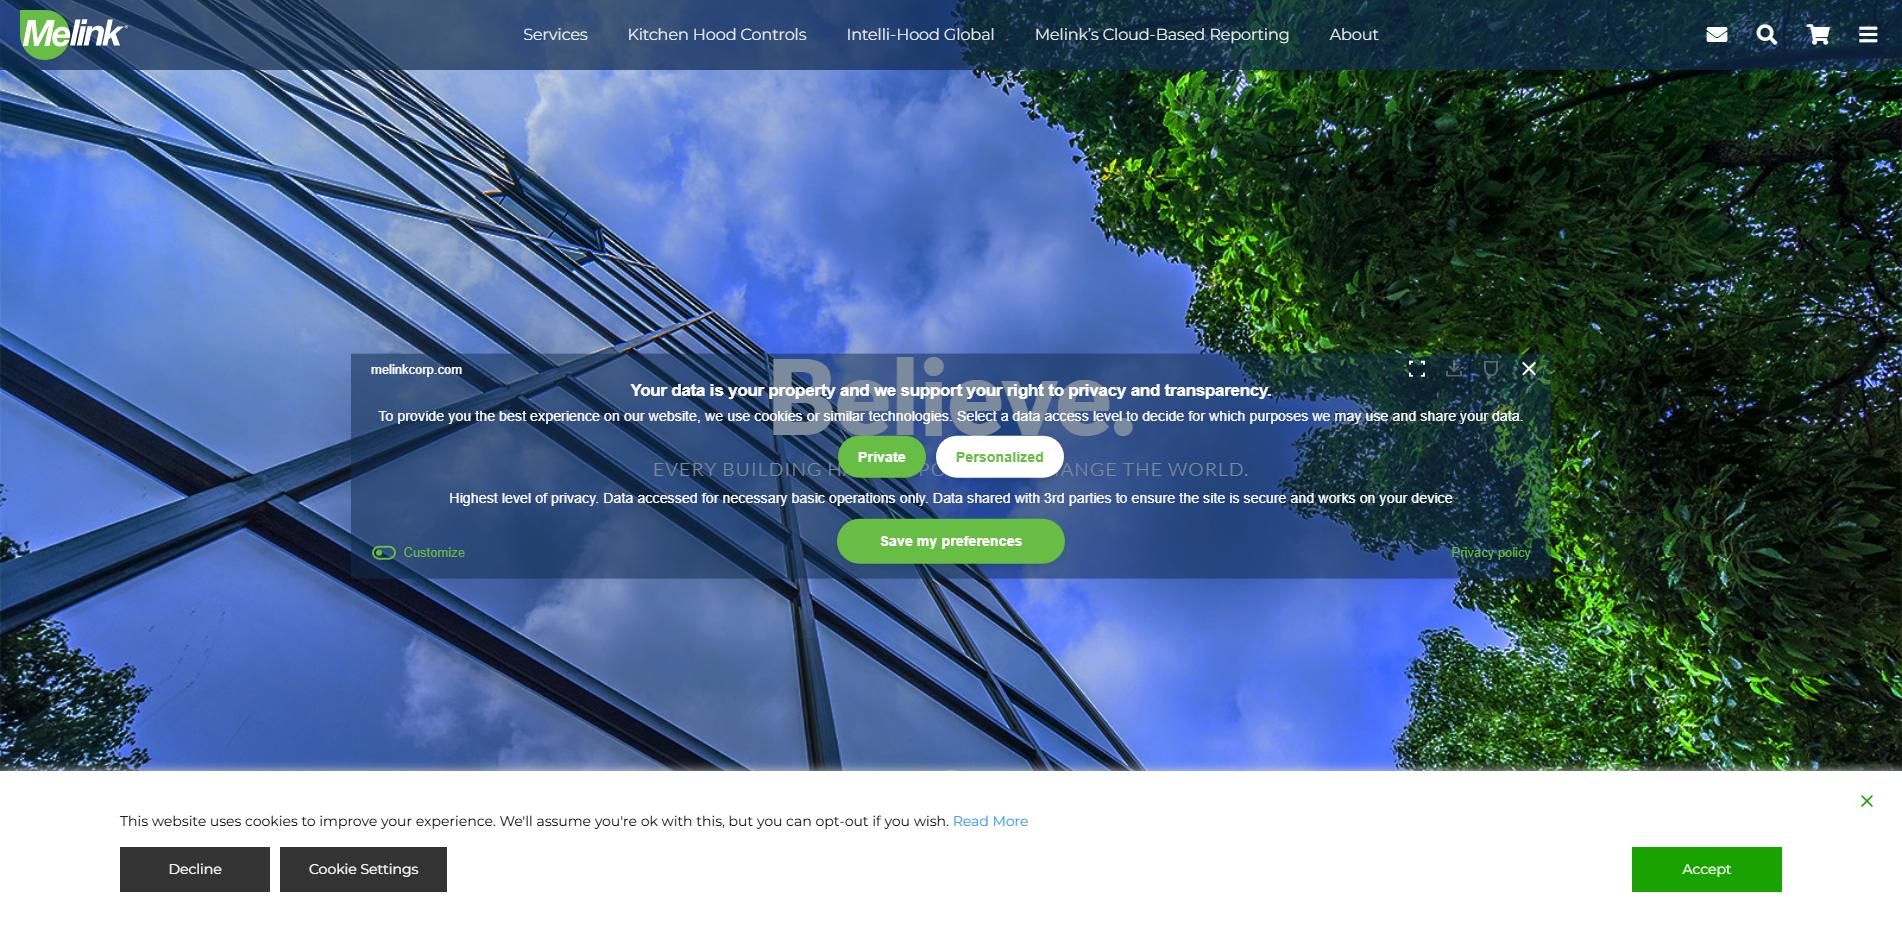 Melink
Services
Kitchen Hood Controls
Intelli-Hood Global
Melink’s Cloud-Based Reporting
About
melinkcorp.com
Believe.
Your data is your property and we support your right to privacy and transparency.
To provide you the best experience on our website, we use cookies or similar technologies. Select a data access level to decide for which purposes we may use and share your data.
Private
Personalized
EVERY BUILDING THE WORLD.
Highest level of privacy. Data accessed for necessary basic operations only. Data shared with 3rd parties to ensure the site is secure and works on your device
Save my preferences
Customize
Privacy policy
This website uses cookies to improve your experience. We'll assume you're ok with this, but you can opt-out if you wish. Read More
Decline
Cookie Settings
Accept